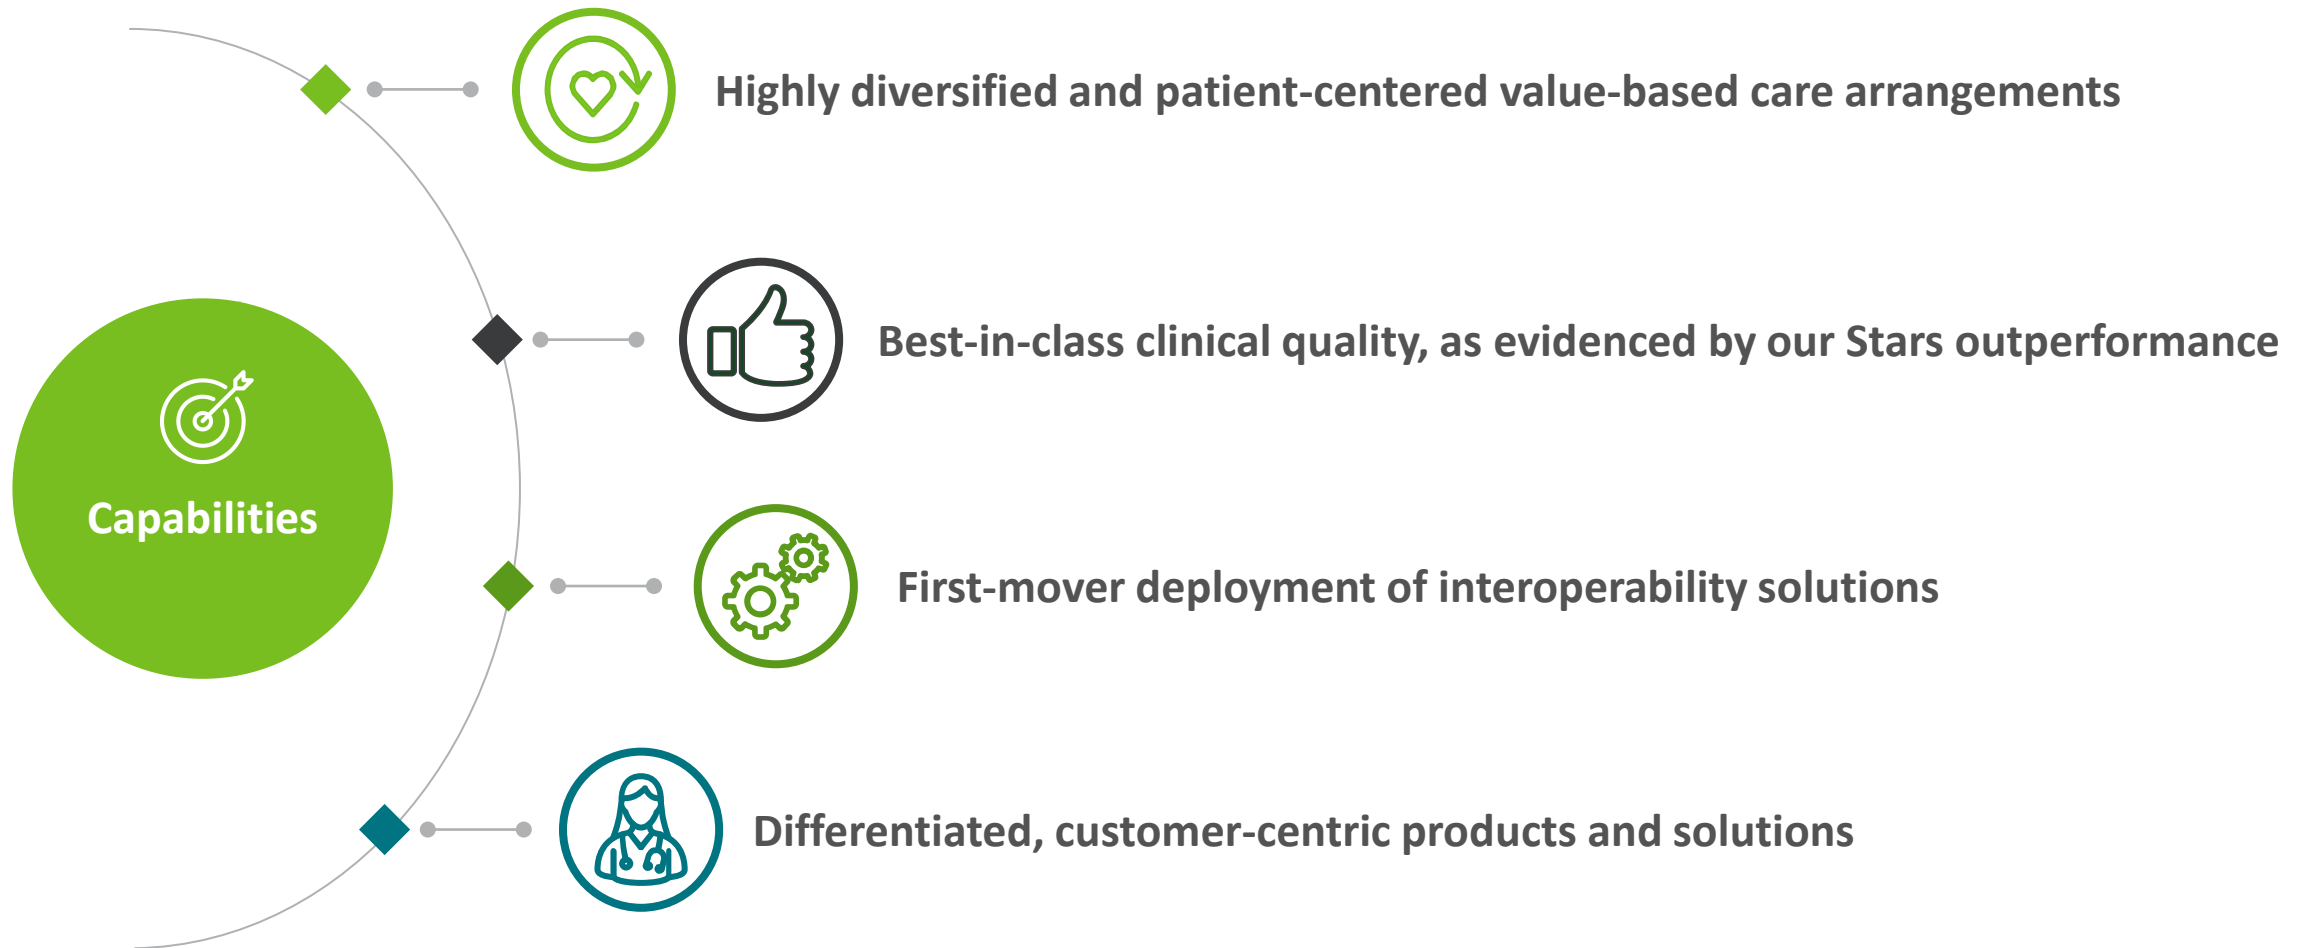 Highly diversified and patient-centered value-based care arrangements
Best-in-class clinical quality, as evidenced by our Stars outperformance
Capabilities
First-mover deployment of interoperability solutions
Differentiated, customer-centric products and solutions